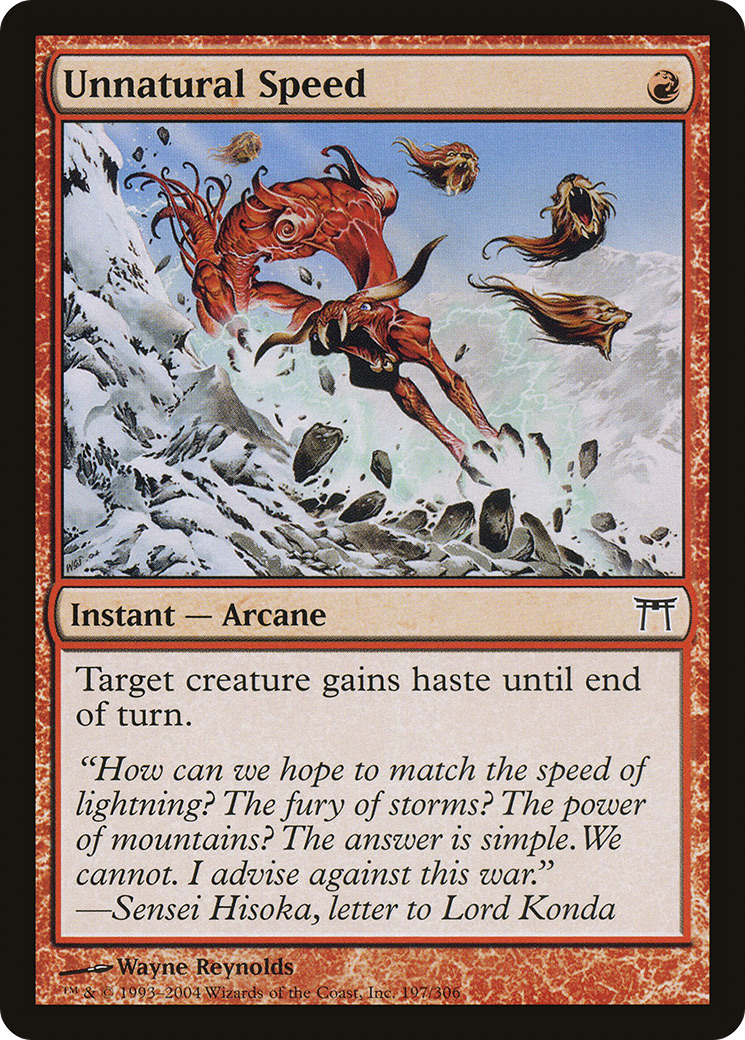 Unnatural Speed
Instant — Arcane
Target creature gains haste until end
of turn.
“How can we hope to match the speed of
lightning? The fury of storms? The power
of mountains? The answer is simple. We
cannot. I advise against this war.”
—Sensei Hisoka, letter to Lord Konda
Wayne Reynolds
™ & © 1993–2004 Wizards of the Coast, Inc. 197/306